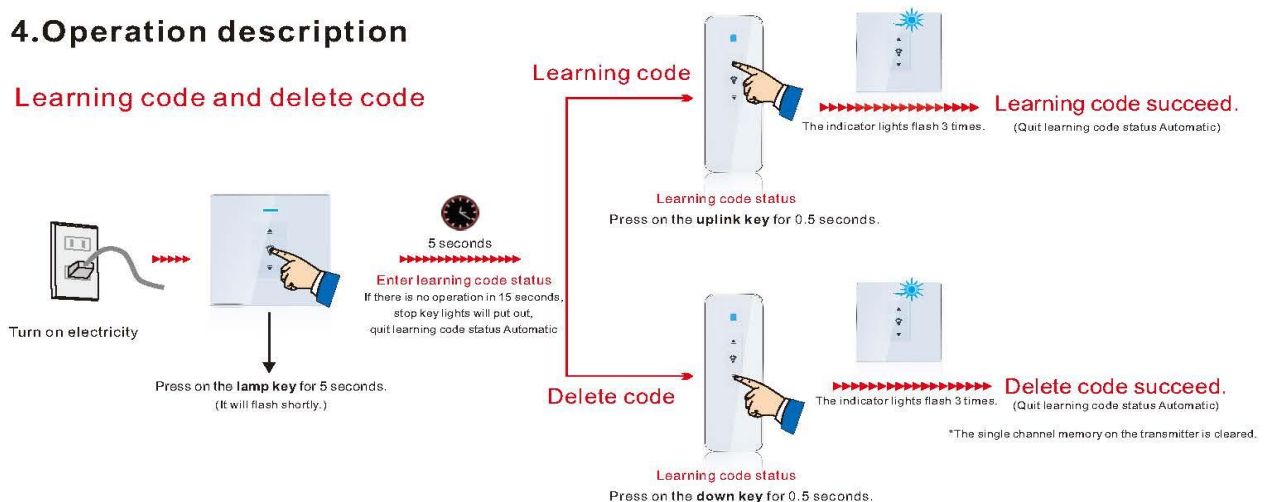 4.Operation description
Learning code and delete code
Turn on electricity
Press on the lamp key for 5 seconds.
(It will flash shortly.)
5 seconds
Enter learning code status
If there is no operation in 15 seconds,
stop key lights will put out,
quit learning code status Automatic
Learning code
Learning code status
Press on the uplink key for 0.5 seconds.
The indicator lights flash 3 times.
Learning code succeed.
(Quit learning code status Automatic)
Delete code
Learning code status
Press on the down key for 0.5 seconds.
The indicator lights flash 3 times.
Delete code succeed.
(Quit learning code status Automatic)
*The single channel memory on the transmitter is cleared.